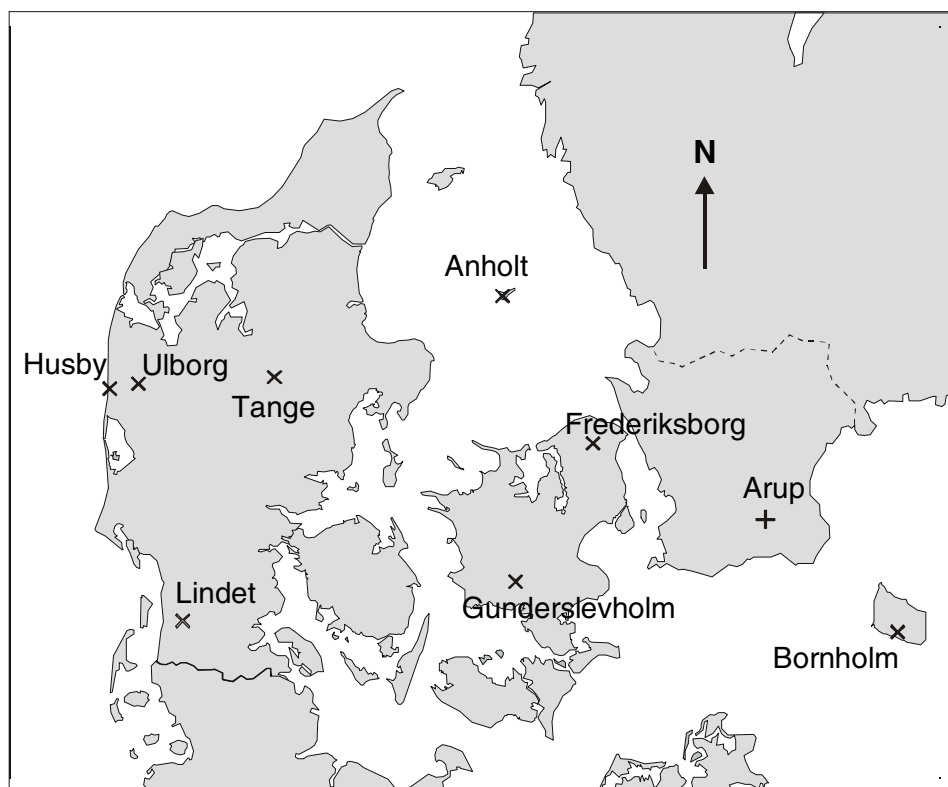 N
Anholt
Husby
Ulborg
Tange
Frederiksborg
Arup
Lindet
Gunderslevholm
Bornholm